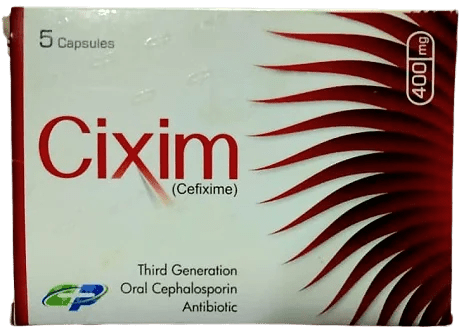 5 Capsules
400 mg
Cixim
(Cefixime)
Third Generation
Oral Cephalosporin
Antibiotic